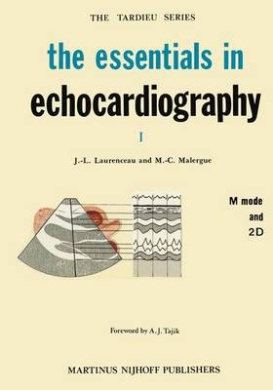 THE TARDIEU SERIES
the essentials in
echocardiography
I
J.-L. Laurenceau and M.-C. Malergue
M mode
and
2D
Foreword by A. J. Tajik
MARTINUS NIJHOFF PUBLISHERS